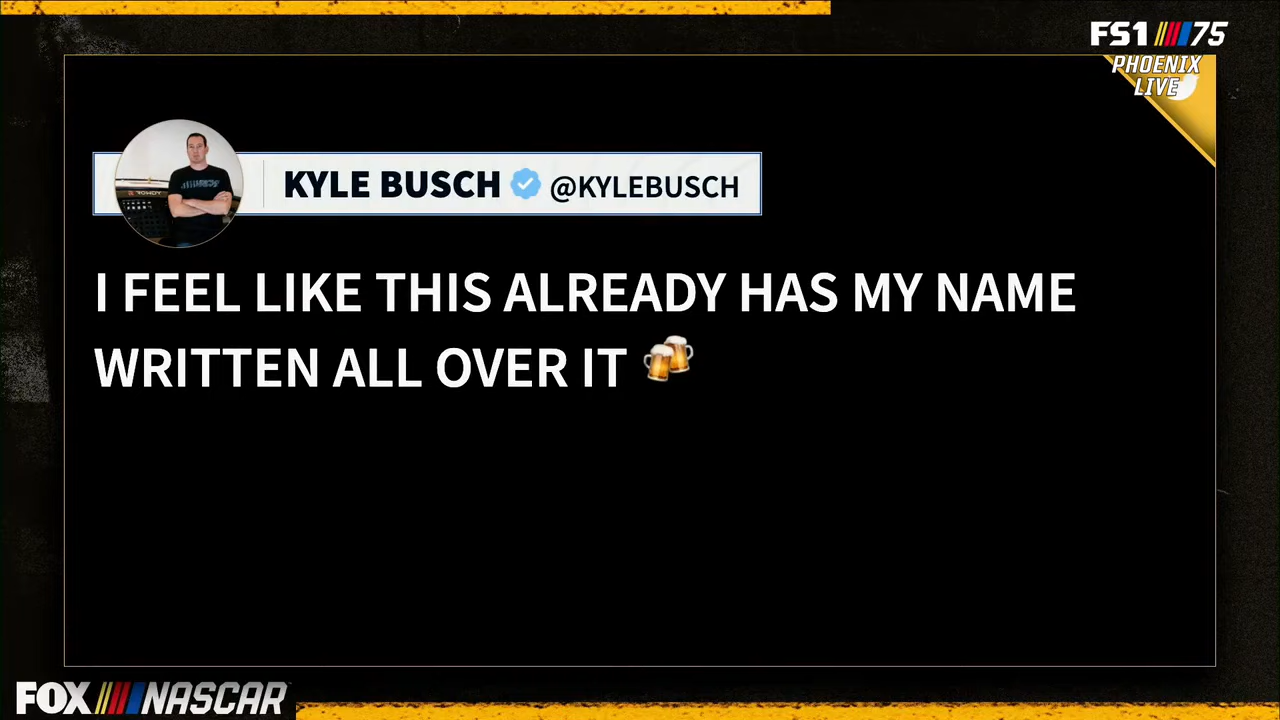 FS1 75
PHOENIX
LIVE
KYLE BUSCH @KYLEBUSCH
I FEEL LIKE THIS ALREADY HAS MY NAME
WRITTEN ALL OVER IT 🍻
FOX NASCAR